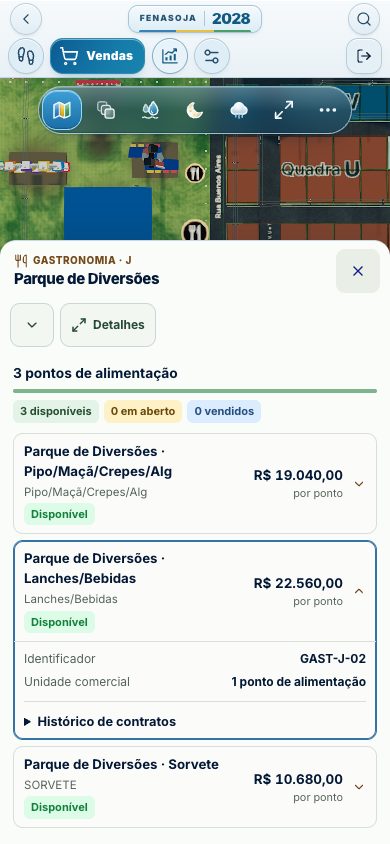 FENASOJA 2028
Vendas
Quadra U
Rua Buenos Aires
GASTRONOMIA · J
Parque de Diversões
Detalhes
3 pontos de alimentação
3 disponíveis 0 em aberto 0 vendidos
Parque de Diversões ·
Pipo/Maçã/Crepes/Alg
Pipo/Maçã/Crepes/Alg
Disponível
R$ 19.040,00
por ponto
Parque de Diversões ·
Lanches/Bebidas
Lanches/Bebidas
Disponível
R$ 22.560,00
por ponto
Identificador GAST-J-02
Unidade comercial 1 ponto de alimentação
Histórico de contratos
Parque de Diversões · Sorvete
SORVETE
Disponível
R$ 10.680,00
por ponto